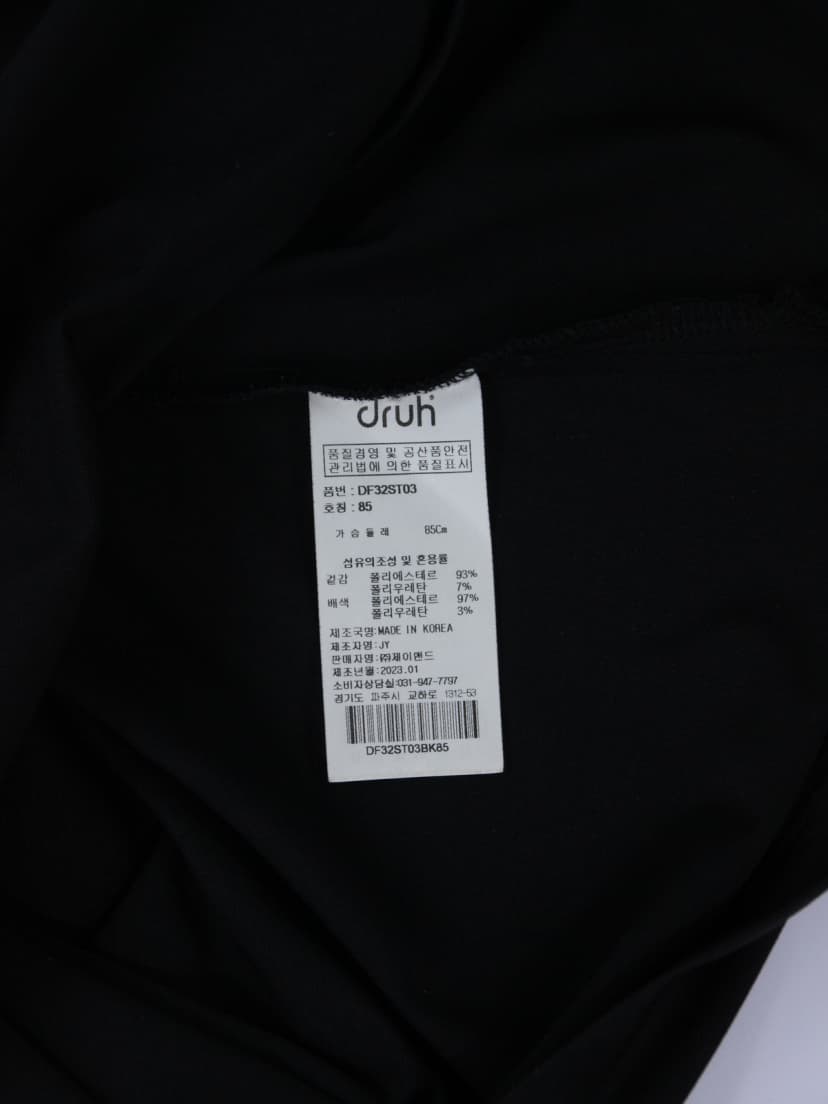 druh
품질경영 및 공산품안전
관리법에 의한 품질표시
품번 : DF32ST03
호칭 : 85
가슴둘레 85Cm
섬유의조성 및 혼용률
겉감 폴리에스테르 93%
폴리우레탄 7%
배색 폴리에스테르 97%
폴리우레탄 3%
제조국명:MADE IN KOREA
제조자명:JY
판매자명:㈜제이랜드
제조년월:2023.01
소비자상담실:031-947-7797
경기도 파주시 교하로 1312-53
DF32ST03BK85